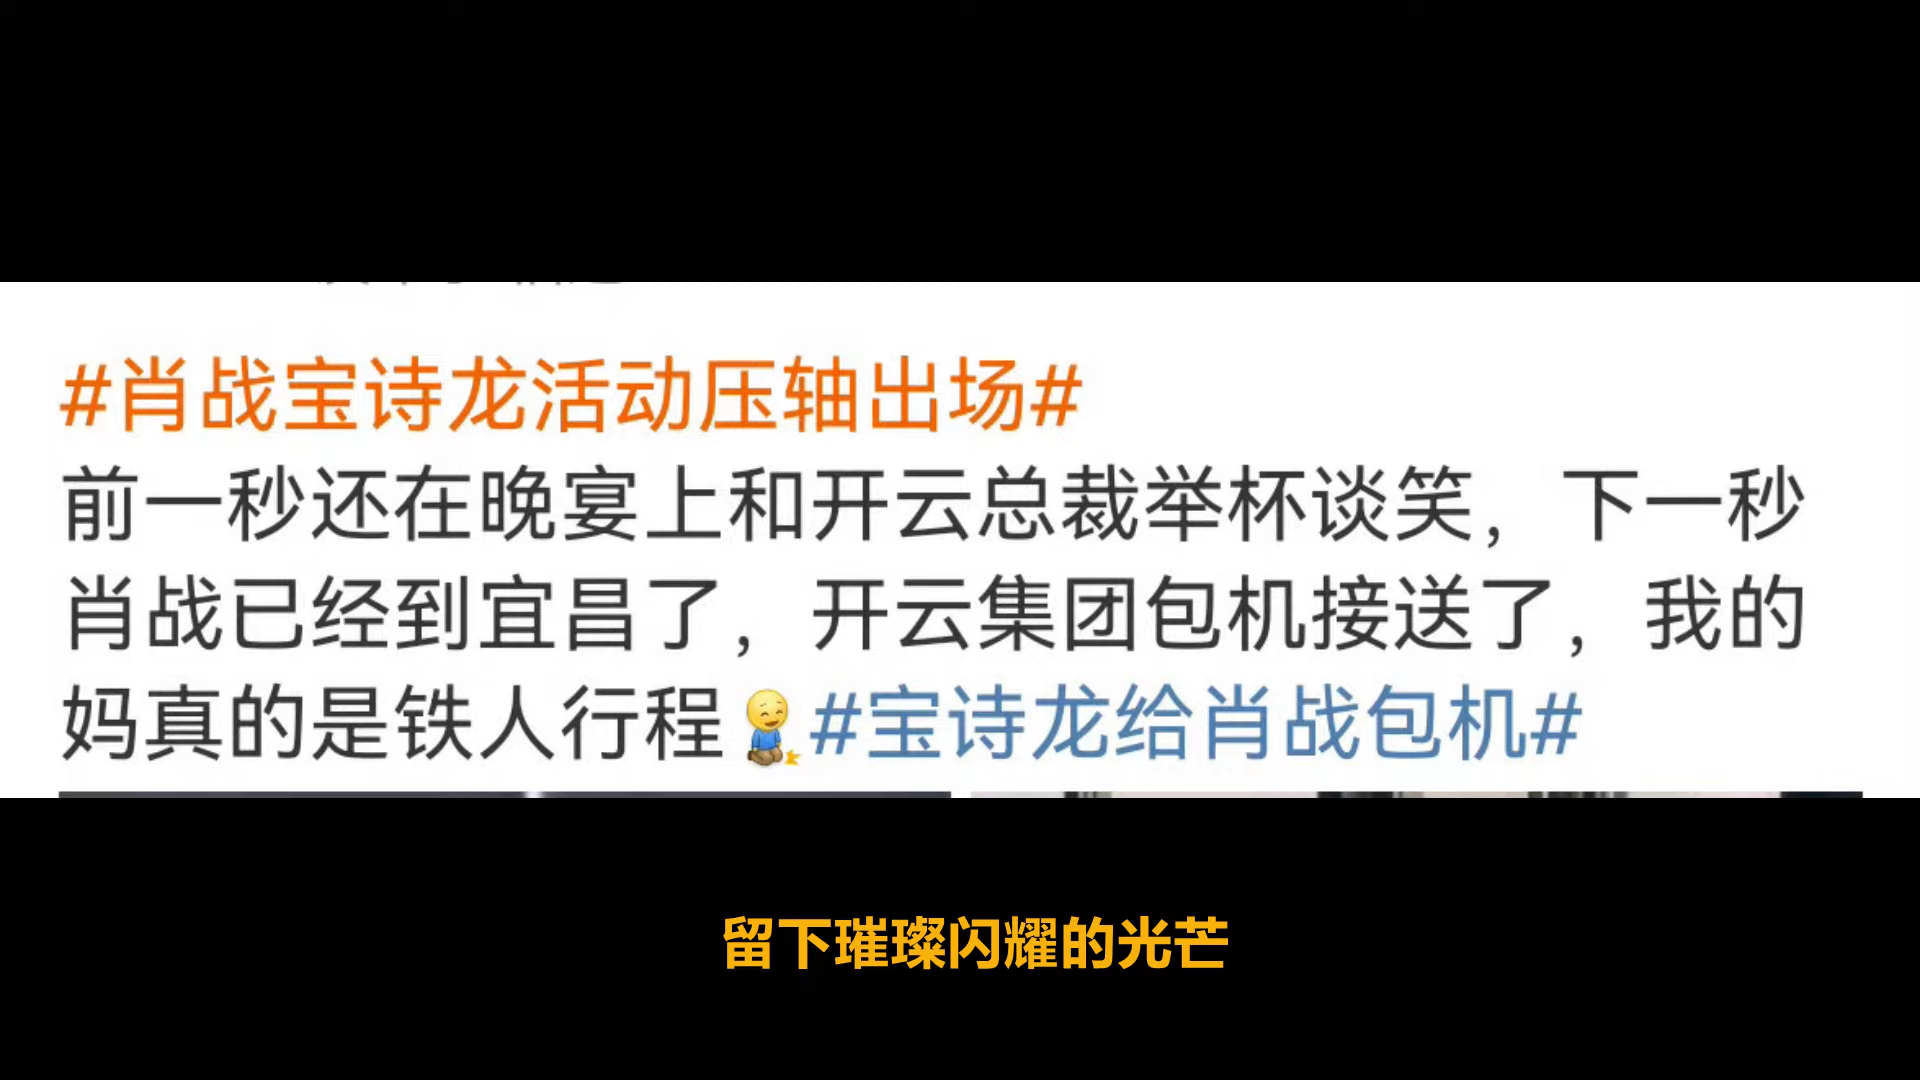 #肖战宝诗龙活动压轴出场#
前一秒还在晚宴上和开云总裁举杯谈笑，下一秒
肖战已经到宜昌了，开云集团包机接送了，我的
妈真的是铁人行程#宝诗龙给肖战包机#
留下璀璨闪耀的光芒